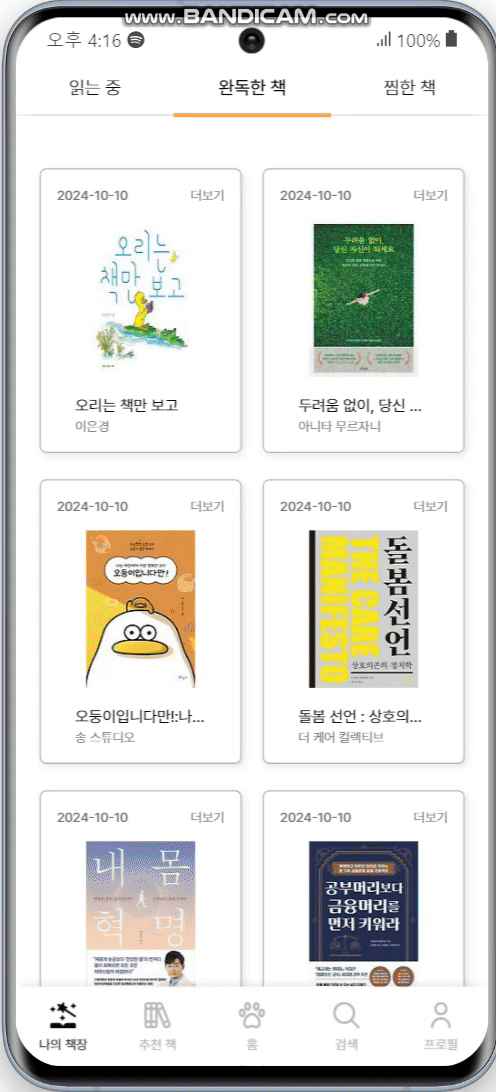 www.BANDICAM.com
오후 4:16
100%
읽는 중
완독한 책
찜한 책
2024-10-10
더보기
2024-10-10
더보기
오리는
책만 보고
두려움 없이,
당신 자신이 되세요
오리는 책만 보고
이은경
두려움 없이, 당신 ...
아니타 무르자니
2024-10-10
더보기
2024-10-10
더보기
오둥이입니다만!
돌봄선언
THE CARE
MANIFESTO
상호의존의 정치학
오둥이입니다만!:나...
송 스튜디오
돌봄 선언 : 상호의...
더 케어 컬렉티브
2024-10-10
더보기
2024-10-10
더보기
내 몸
혁명
공부머리보다
금융머리를
먼저 키워라
나의 책장
추천 책
홈
검색
프로필